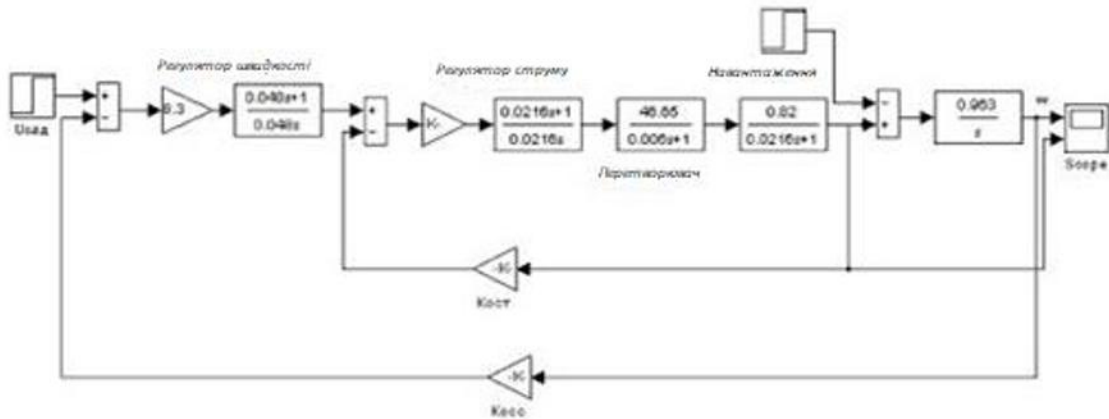 Регулятор швидкості
Регулятор струму
Навантаження
Uзад
8.3
0.048s+1
0.048s
K-
0.0216s+1
0.0216s
46.65
0.006s+1
0.82
0.0216s+1
0.963
s
w
Scope
Перетворювач
-K
Кост
-K
Косс